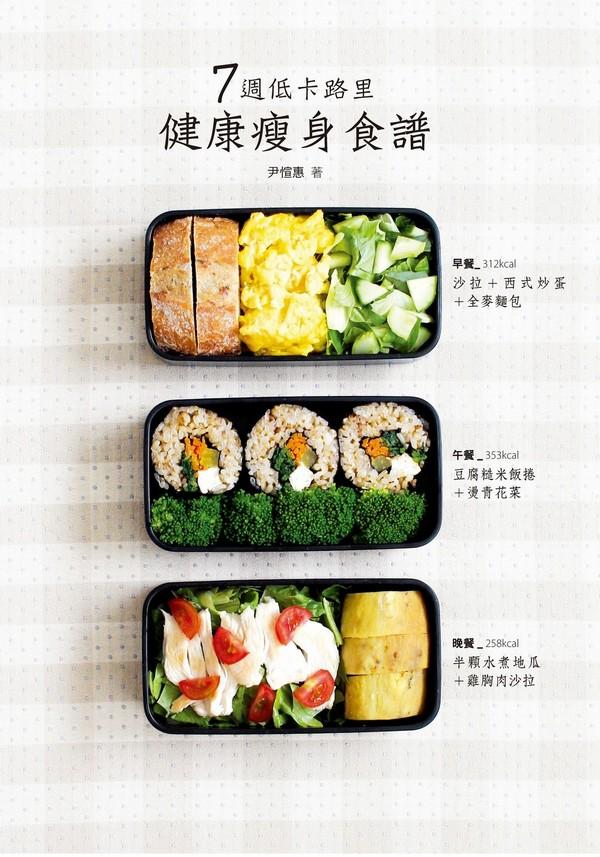 7週低卡路里
健康瘦身食譜
尹愃惠 著
早餐_312kcal
沙拉+西式炒蛋
+全麥麵包
午餐_353kcal
豆腐糙米飯捲
+燙青花菜
晚餐_258kcal
半顆水煮地瓜
+雞胸肉沙拉